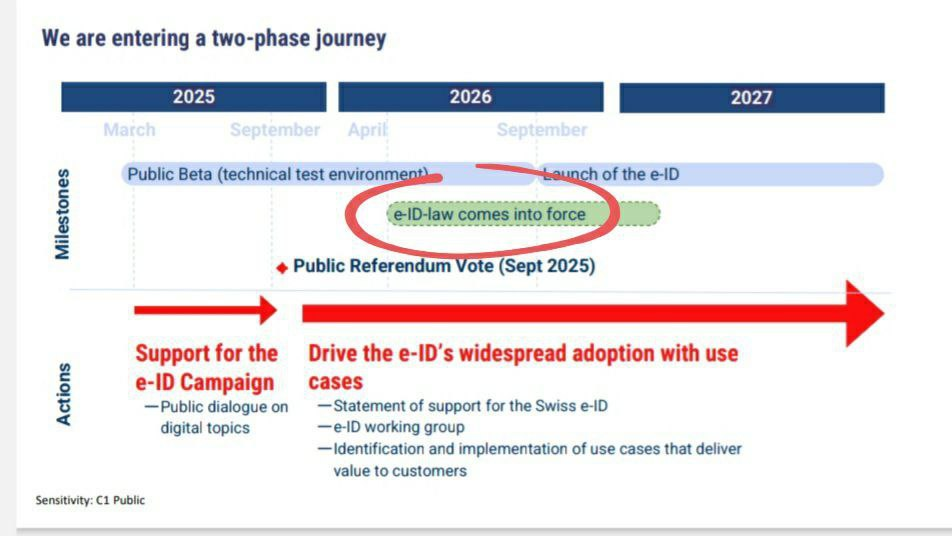 We are entering a two-phase journey
2025 2026 2027
March September April September
Milestones
Public Beta (technical test environment) Launch of the e-ID
e-ID-law comes into force
Public Referendum Vote (Sept 2025)
Actions
Support for the
e-ID Campaign
—Public dialogue on
digital topics
Drive the e-ID's widespread adoption with use
cases
—Statement of support for the Swiss e-ID
—e-ID working group
—Identification and implementation of use cases that deliver
value to customers
Sensitivity: C1 Public